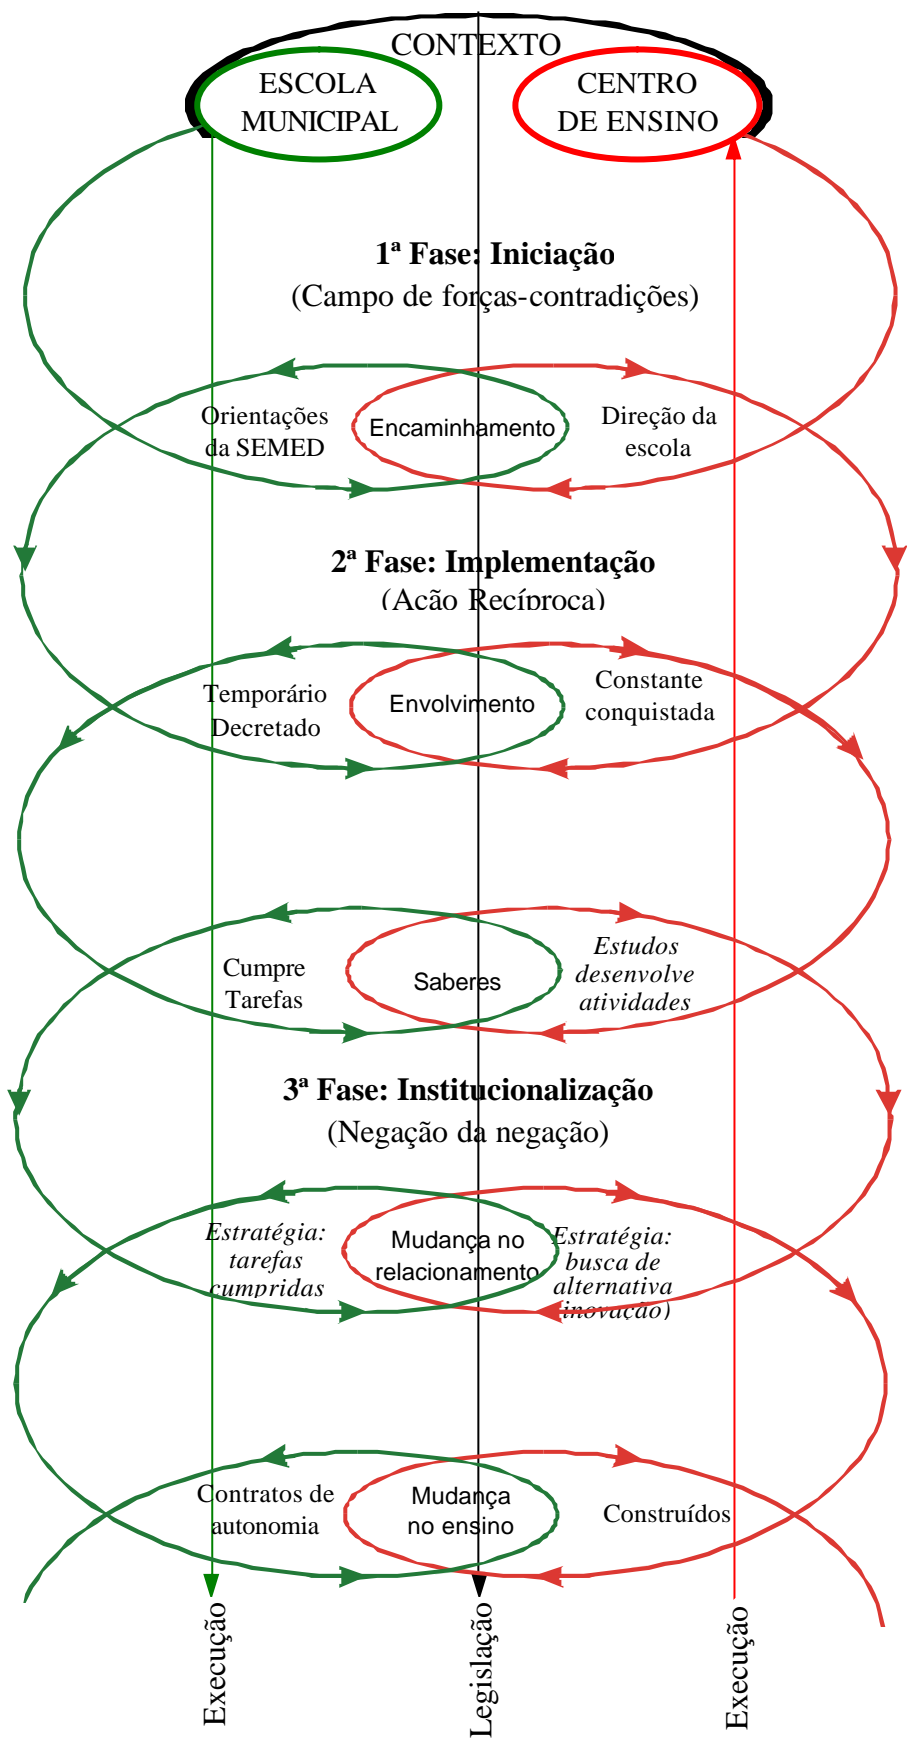 CONTEXTO
ESCOLA
MUNICIPAL
CENTRO
DE ENSINO
1ª Fase: Iniciação
(Campo de forças-contradições)
Orientações
da SEMED
Encaminhamento
Direção da
escola
2ª Fase: Implementação
(Ação Recíproca)
Temporário
Decretado
Envolvimento
Constante
conquistada
Cumpre
Tarefas
Saberes
Estudos
desenvolve
atividades
3ª Fase: Institucionalização
(Negação da negação)
Estratégia:
tarefas
cumpridas
Mudança no
relacionamento
Estratégia:
busca de
alternativa
inovação)
Contratos de
autonomia
Mudança
no ensino
Construídos
Execução
Legislação
Execução